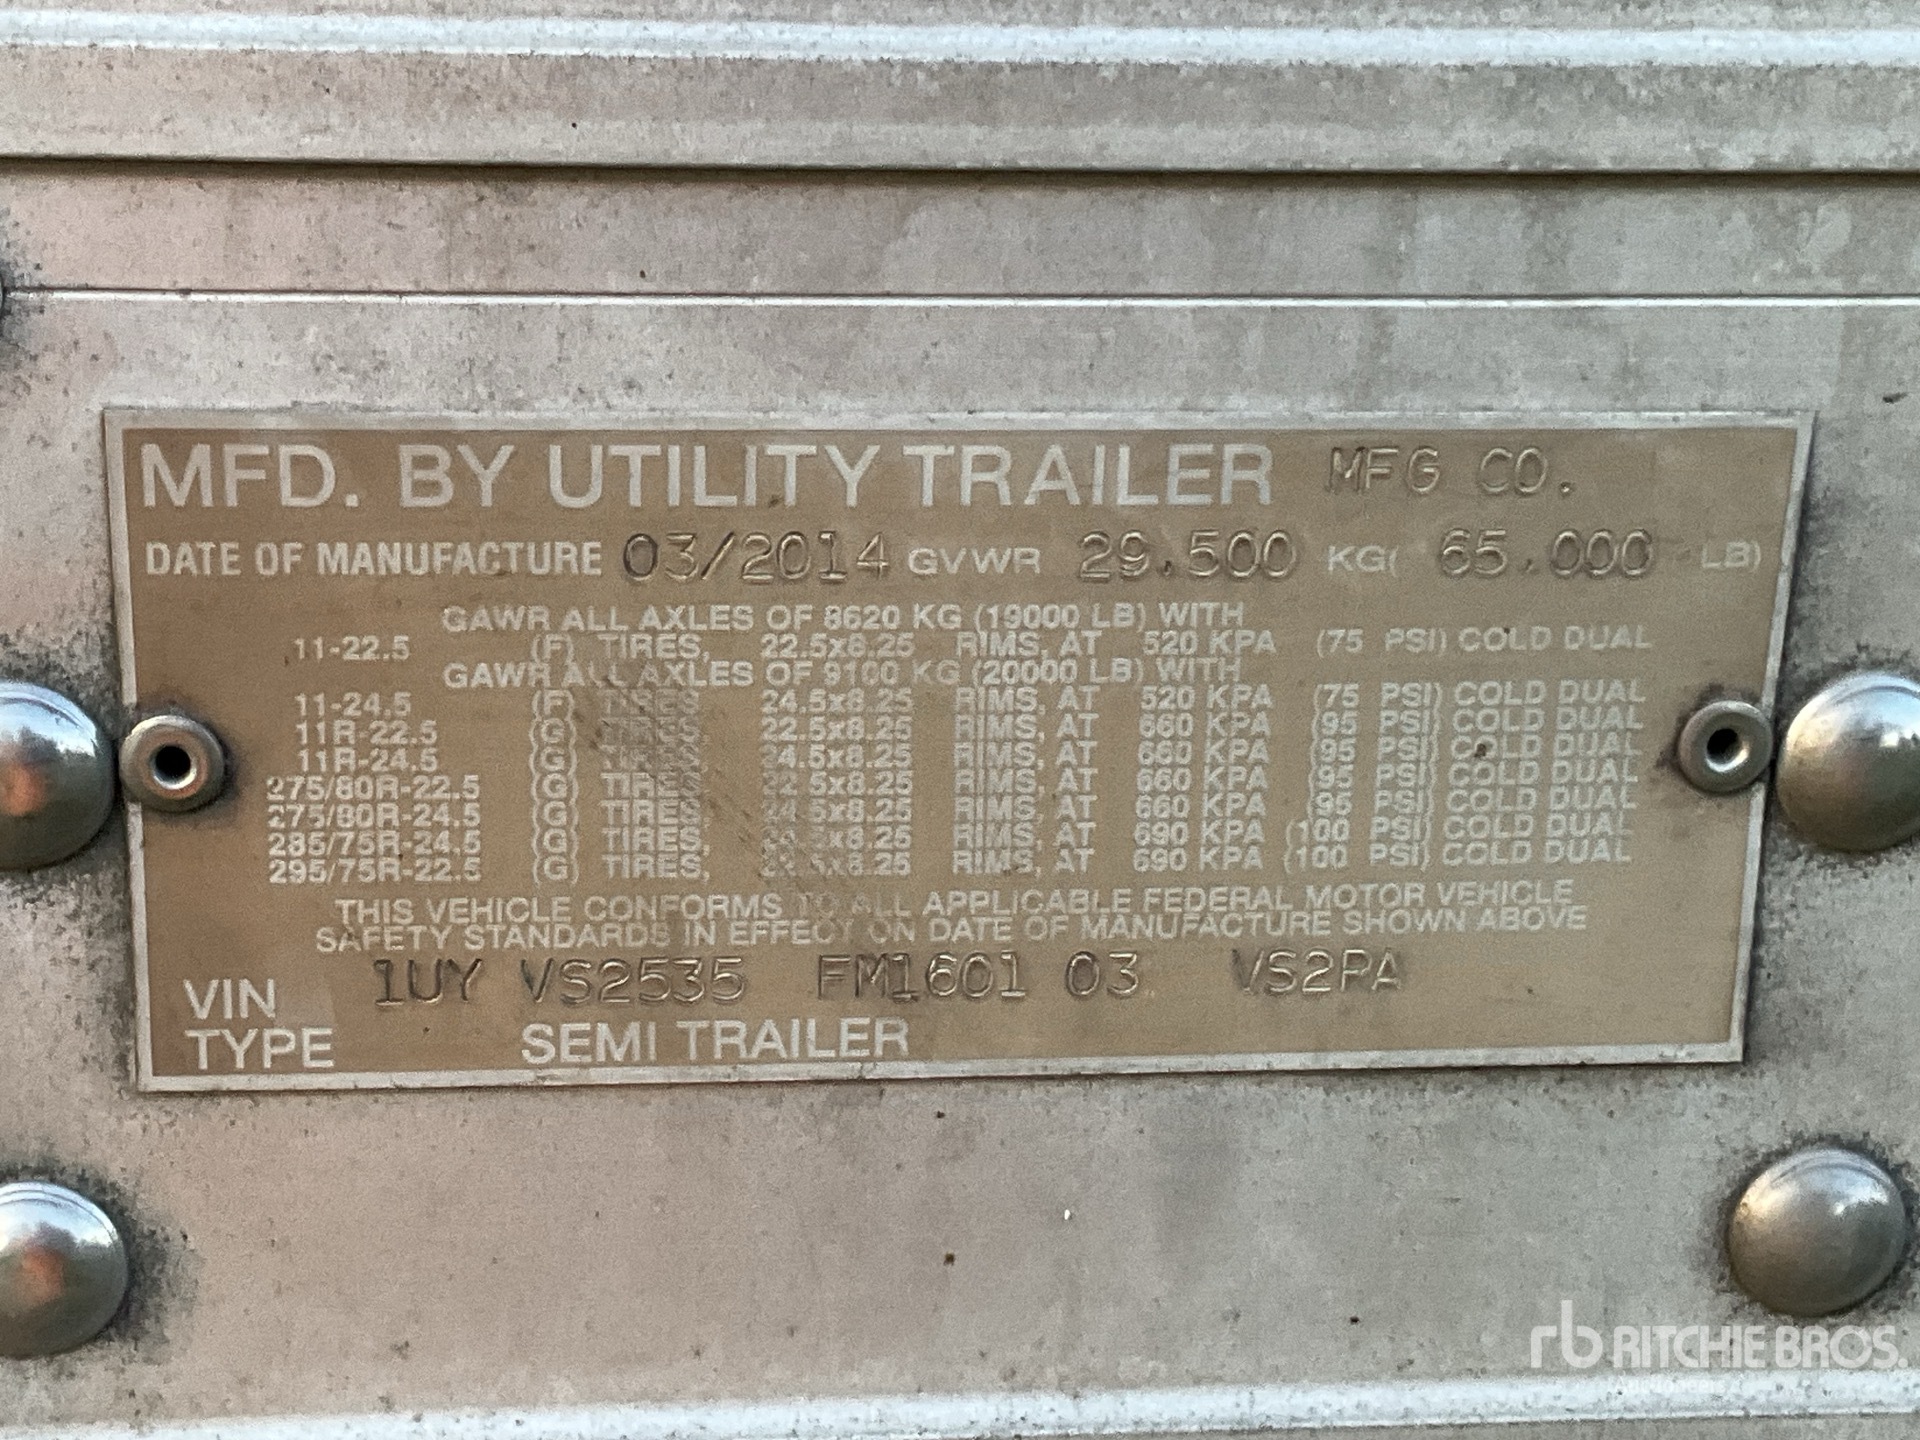 MFD. BY UTILITY TRAILER MFG CO.
DATE OF MANUFACTURE 03/2014 GVWR 29.500 KG( 65.000 LB)
GAWR ALL AXLES OF 8620 KG (19000 LB) WITH
11-22.5 (F) TIRES, 22.5x8.25 RIMS, AT 520 KPA (75 PSI) COLD DUAL
GAWR ALL AXLES OF 9100 KG (20000 LB) WITH
11-24.5 (F) TIRES 24.5x8.25 RIMS, AT 520 KPA (75 PSI) COLD DUAL
11R-22.5 (G) TIRES 22.5x8.25 RIMS, AT 660 KPA (95 PSI) COLD DUAL
11R-24.5 (G) TIRES 24.5x8.25 RIMS, AT 660 KPA (95 PSI) COLD DUAL
275/80R-22.5 (G) TIRES 22.5x8.25 RIMS, AT 660 KPA (95 PSI) COLD DUAL
275/80R-24.5 (G) TIRES 24.5x8.25 RIMS, AT 660 KPA (95 PSI) COLD DUAL
285/75R-24.5 (G) TIRES, RIMS, AT 690 KPA (100 PSI) COLD DUAL
295/75R-22.5 (G) TIRES, RIMS, AT 690 KPA (100 PSI) COLD DUAL
THIS VEHICLE CONFORMS TO ALL APPLICABLE FEDERAL MOTOR VEHICLE
SAFETY STANDARDS IN EFFECT ON DATE OF MANUFACTURE SHOWN ABOVE
VIN 1UY VS2535 FM1601 03 VS2PA
TYPE SEMI TRAILER
rb RITCHIE BROS.